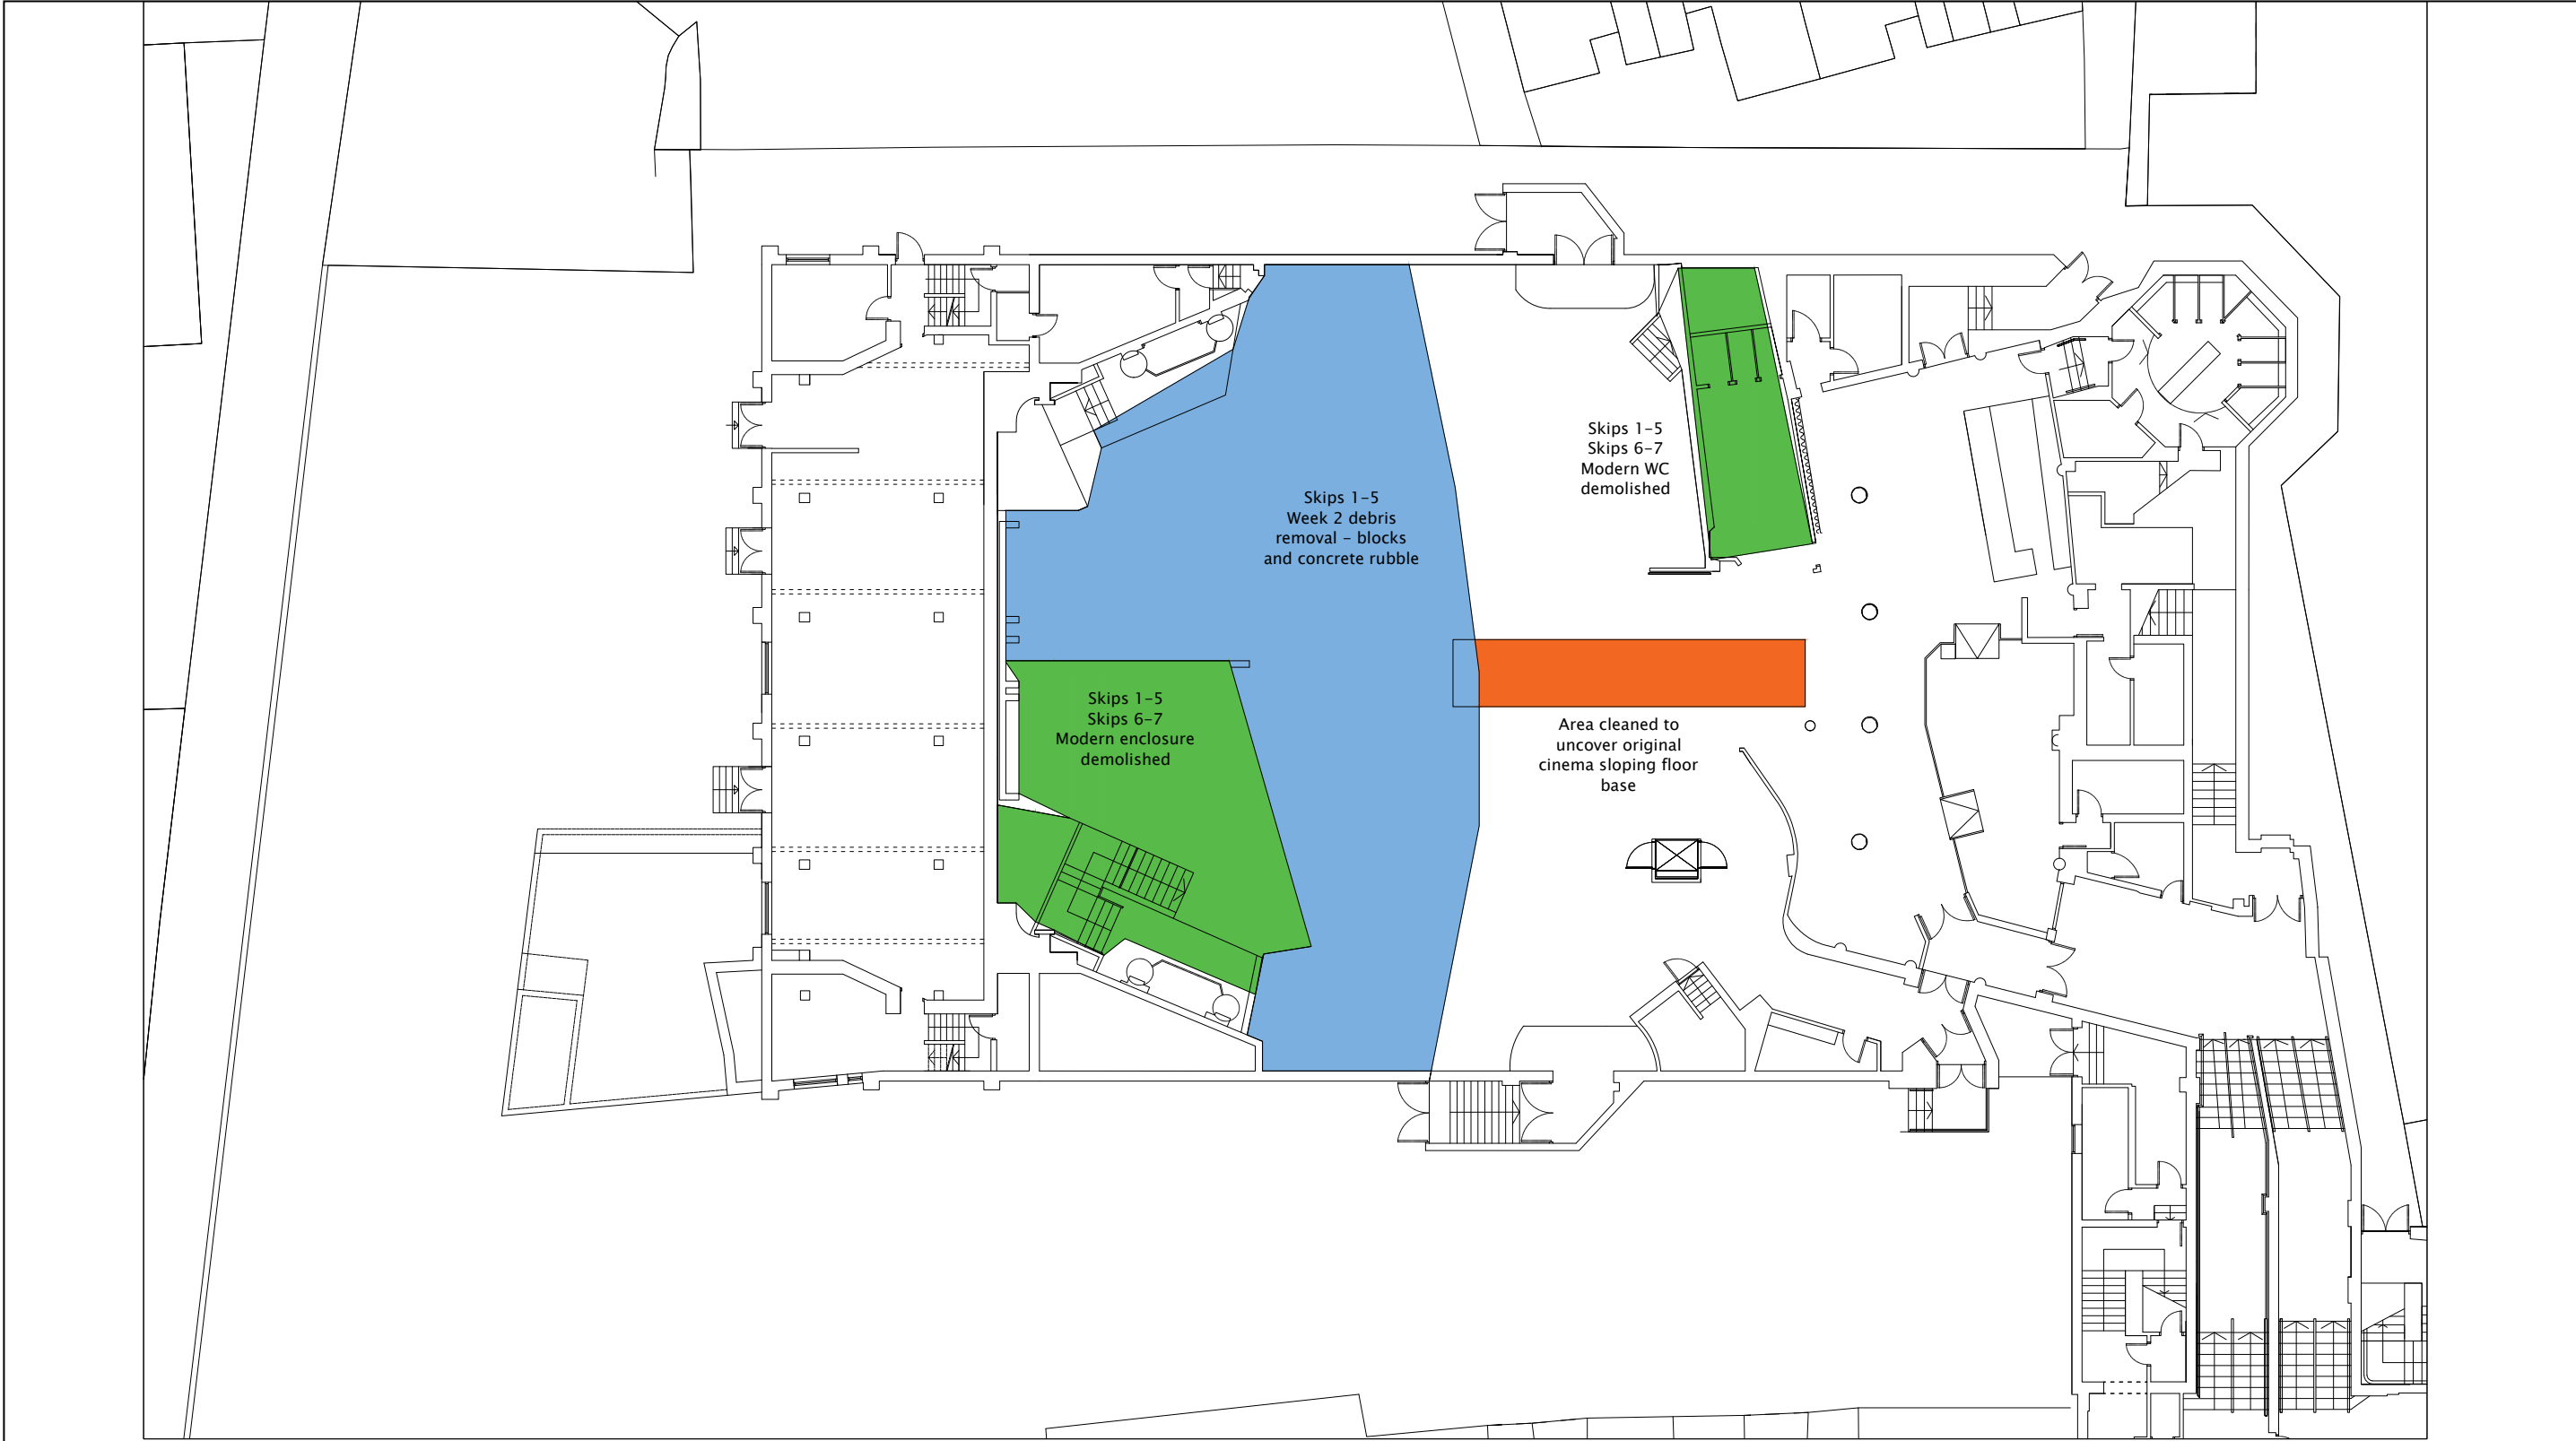 Skips 1–5
Skips 6–7
Modern WC
demolished
Skips 1–5
Week 2 debris
removal – blocks
and concrete rubble
Skips 1–5
Skips 6–7
Modern enclosure
demolished
Area cleaned to
uncover original
cinema sloping floor
base